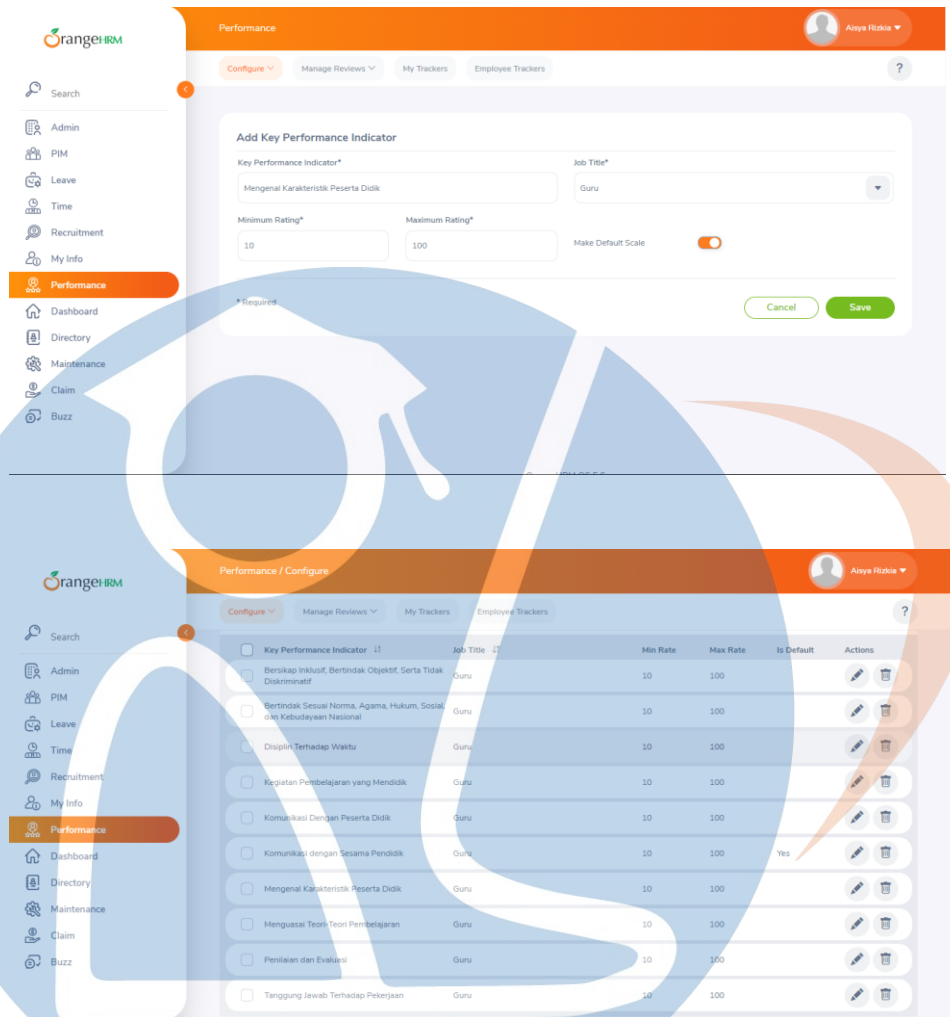 OrangeHRM
Performance
Aisya Rizkia
Configure
Manage Reviews
My Trackers
Employee Trackers
?
Search
Admin
PIM
Leave
Time
Recruitment
My Info
Performance
Dashboard
Directory
Maintenance
Claim
Buzz
Add Key Performance Indicator
Key Performance Indicator*
Job Title*
Mengenal Karakteristik Peserta Didik
Guru
Minimum Rating*
Maximum Rating*
10
100
Make Default Scale
* Required
Cancel
Save
OrangeHRM
Performance / Configure
Aisya Rizkia
Configure
Manage Reviews
My Trackers
Employee Trackers
?
Search
Admin
PIM
Leave
Time
Recruitment
My Info
Performance
Dashboard
Directory
Maintenance
Claim
Buzz
Key Performance Indicator Job Title Min Rate Max Rate Is Default Actions
Bersikap Inklusif, Bertindak Objektif, Serta Tidak
Diskriminatif
Guru 10 100
Bertindak Sesuai Norma, Agama, Hukum, Sosial,
dan Kebudayaan Nasional
Guru 10 100
Disiplin Terhadap Waktu Guru 10 100
Kegiatan Pembelajaran yang Mendidik Guru 10 100
Komunikasi Dengan Peserta Didik Guru 10 100
Komunikasi dengan Sesama Pendidik Guru 10 100 Yes
Mengenal Karakteristik Peserta Didik Guru 10 100
Menguasai Teori-Teori Pembelajaran Guru 10 100
Penilaian dan Evaluasi Guru 10 100
Tanggung Jawab Terhadap Pekerjaan Guru 10 100